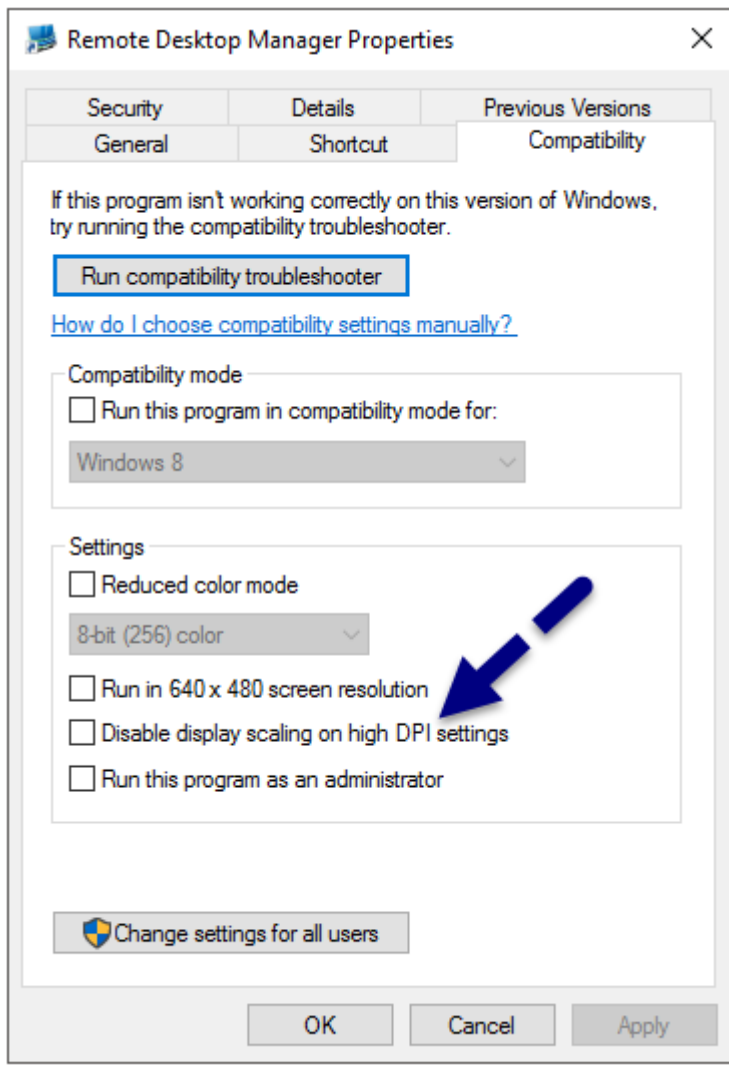 Remote Desktop Manager Properties
Security
Details
Previous Versions
General
Shortcut
Compatibility
If this program isn't working correctly on this version of Windows,
try running the compatibility troubleshooter.
Run compatibility troubleshooter
How do I choose compatibility settings manually?
Compatibility mode
Run this program in compatibility mode for:
Windows 8
Settings
Reduced color mode
8-bit (256) color
Run in 640 x 480 screen resolution
Disable display scaling on high DPI settings
Run this program as an administrator
Change settings for all users
OK
Cancel
Apply